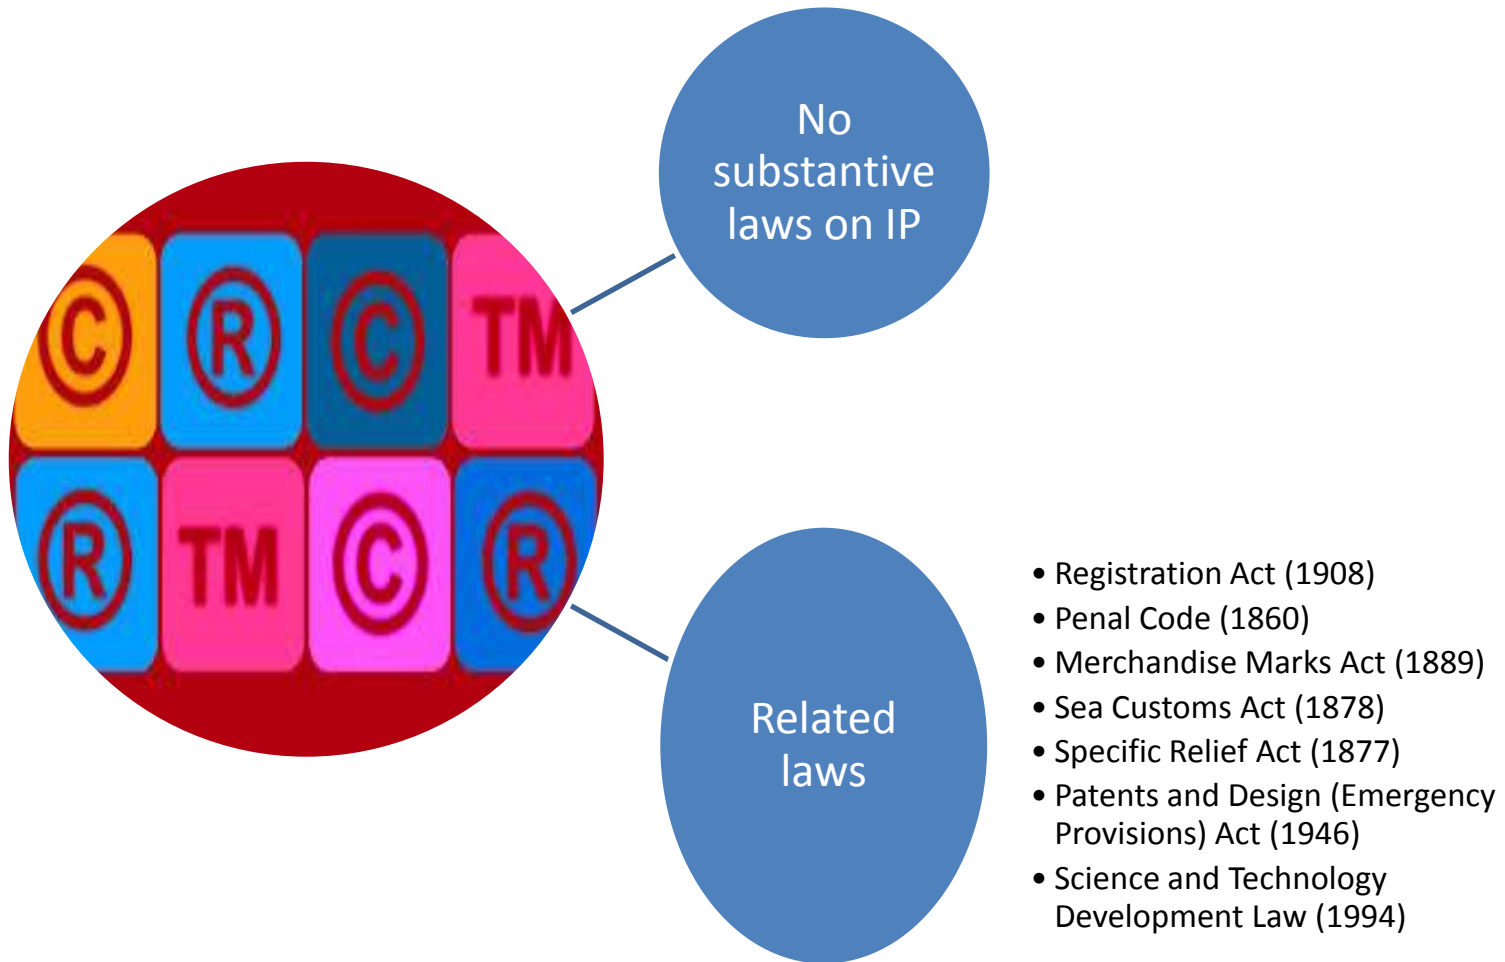 No
substantive
laws on IP
© ® © TM
® TM © ®
Related
laws
• Registration Act (1908)
• Penal Code (1860)
• Merchandise Marks Act (1889)
• Sea Customs Act (1878)
• Specific Relief Act (1877)
• Patents and Design (Emergency
Provisions) Act (1946)
• Science and Technology
Development Law (1994)